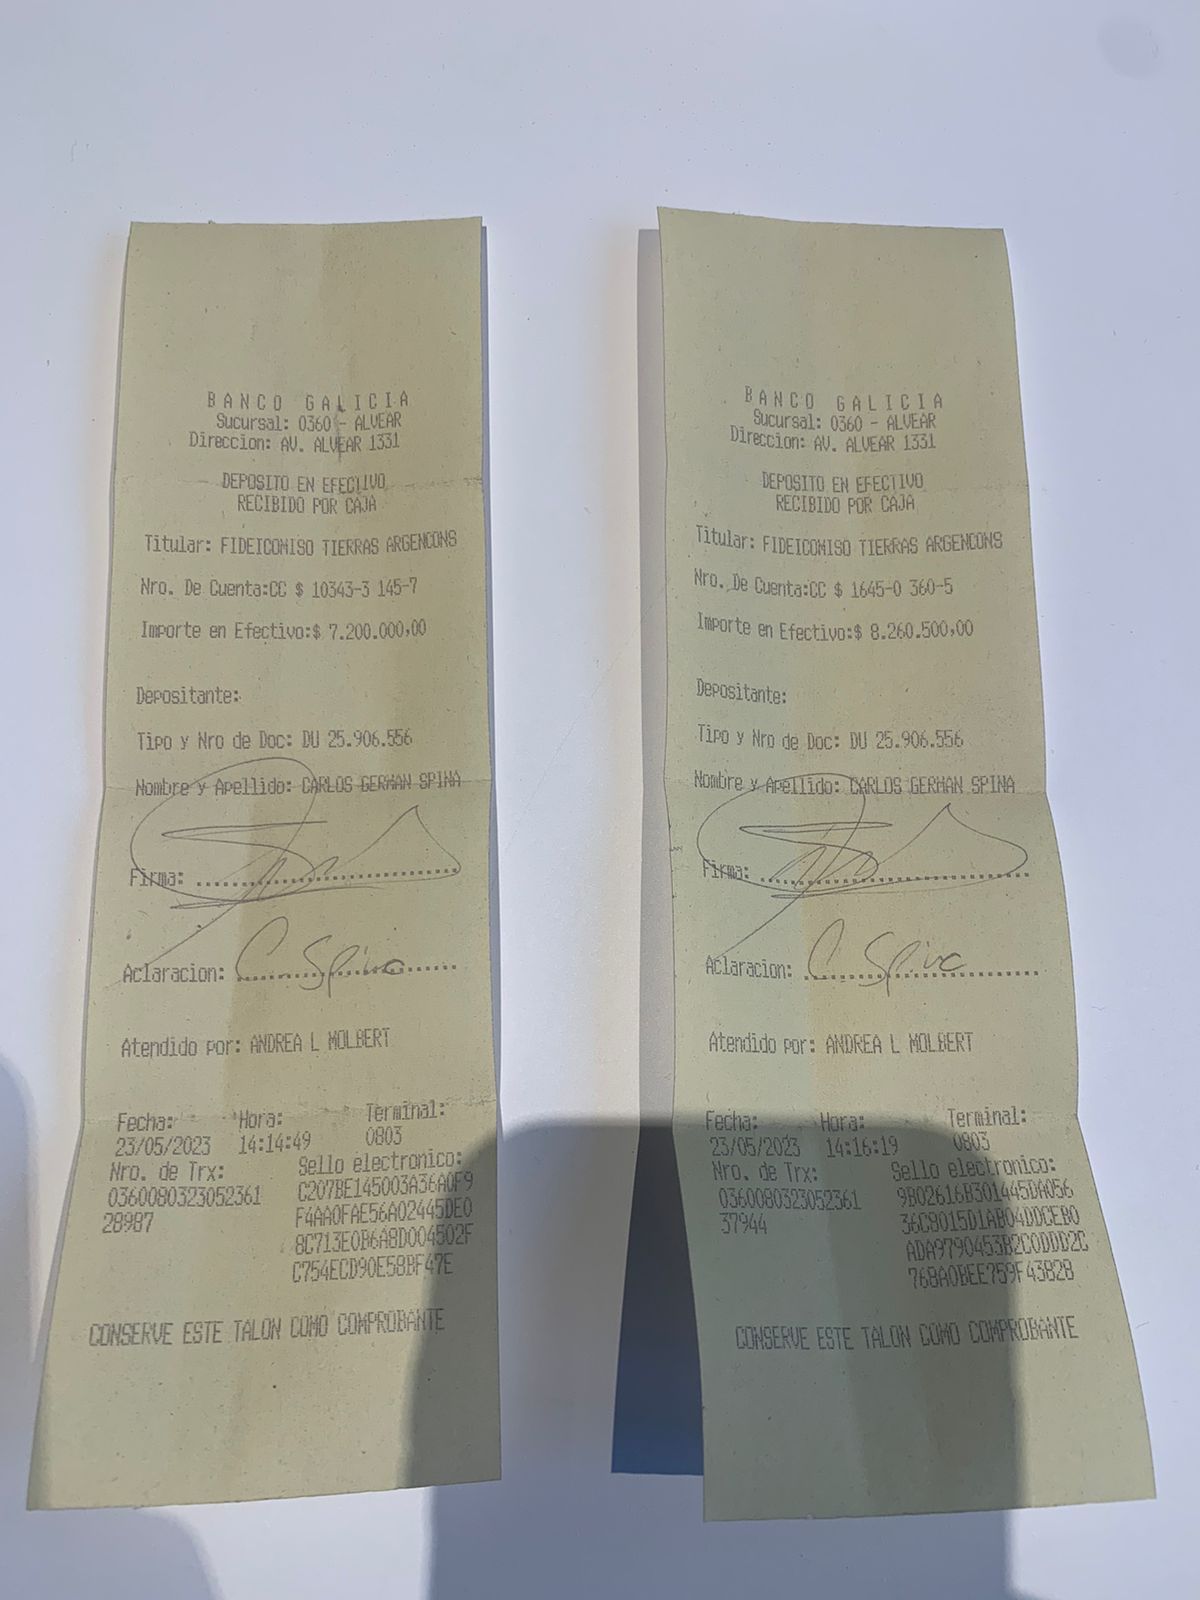 BANCO GALICIA
Sucursal: 0360 - ALVEAR
Direccion: AV. ALVEAR 1331
DEPOSITO EN EFECTIVO
RECIBIDO POR CAJA
Titular: FIDEICOMISO TIERRAS ARGENCONS
Nro. De Cuenta:CC $ 10343-3 145-7
Importe en Efectivo:$ 7.200.000,00
Depositante:
Tipo y Nro de Doc: DU 25.906.556
Nombre y Apellido: CARLOS GERMAN SPINA
Firma:
Aclaracion: C Spina
Atendido por: ANDREA L MOLBERT
Fecha: Hora: Terminal:
23/05/2023 14:14:49 0803
Nro. de Trx: Sello electronico:
0360080323052361 C207BE145003A36A0F9
28987 F4AA0FAE56A02445DE0
8C713E0B6A8D004502F
C754ECD90E58BF47E
CONSERVE ESTE TALON COMO COMPROBANTE
BANCO GALICIA
Sucursal: 0360 - ALVEAR
Direccion: AV. ALVEAR 1331
DEPOSITO EN EFECTIVO
RECIBIDO POR CAJA
Titular: FIDEICOMISO TIERRAS ARGENCONS
Nro. De Cuenta:CC $ 1645-0 360-5
Importe en Efectivo:$ 8.260.500,00
Depositante:
Tipo y Nro de Doc: DU 25.906.556
Nombre y Apellido: CARLOS GERMAN SPINA
Firma:
Aclaracion: C Spina
Atendido por: ANDREA L MOLBERT
Fecha: Hora: Terminal:
23/05/2023 14:16:19 0803
Nro. de Trx: Sello electronico:
0360080323052361 9B02616B301445DA056
37944 36C8015D1AB04DDCEB0
ADA9790453B2C0DDD2C
768A0BEE759F43828
CONSERVE ESTE TALON COMO COMPROBANTE